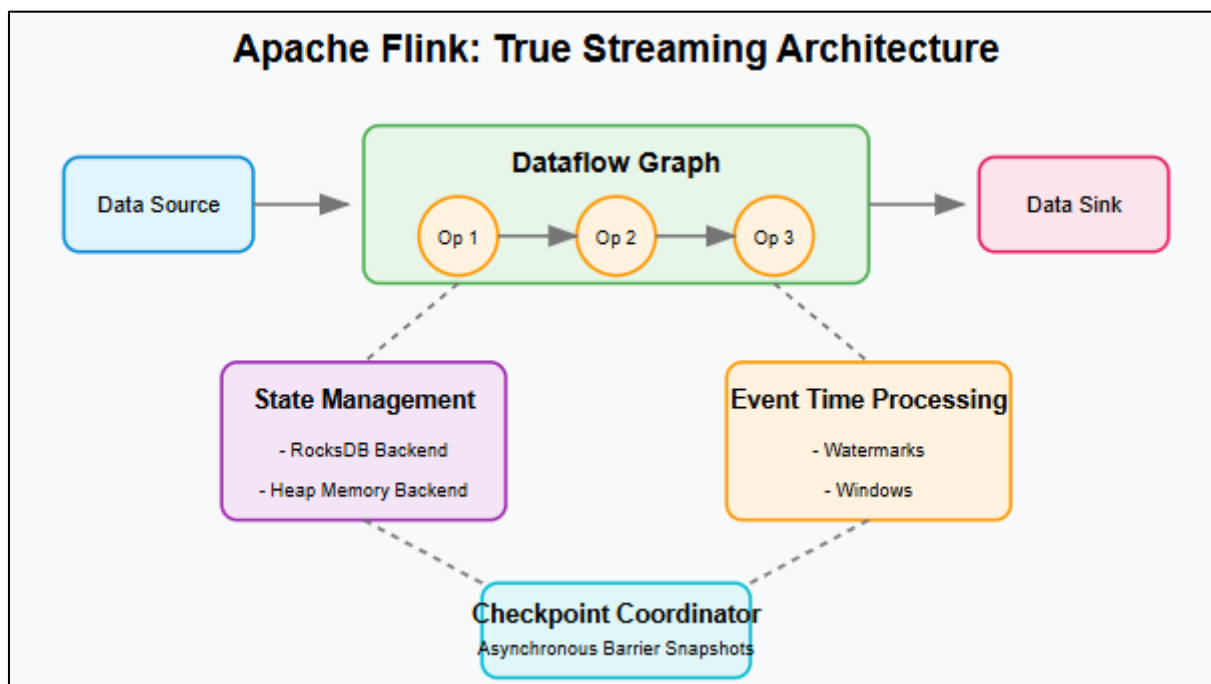 Apache Flink: True Streaming Architecture
Dataflow Graph
Data Source
Op 1
Op 2
Op 3
Data Sink
State Management
- RocksDB Backend
- Heap Memory Backend
Event Time Processing
- Watermarks
- Windows
Checkpoint Coordinator
Asynchronous Barrier Snapshots